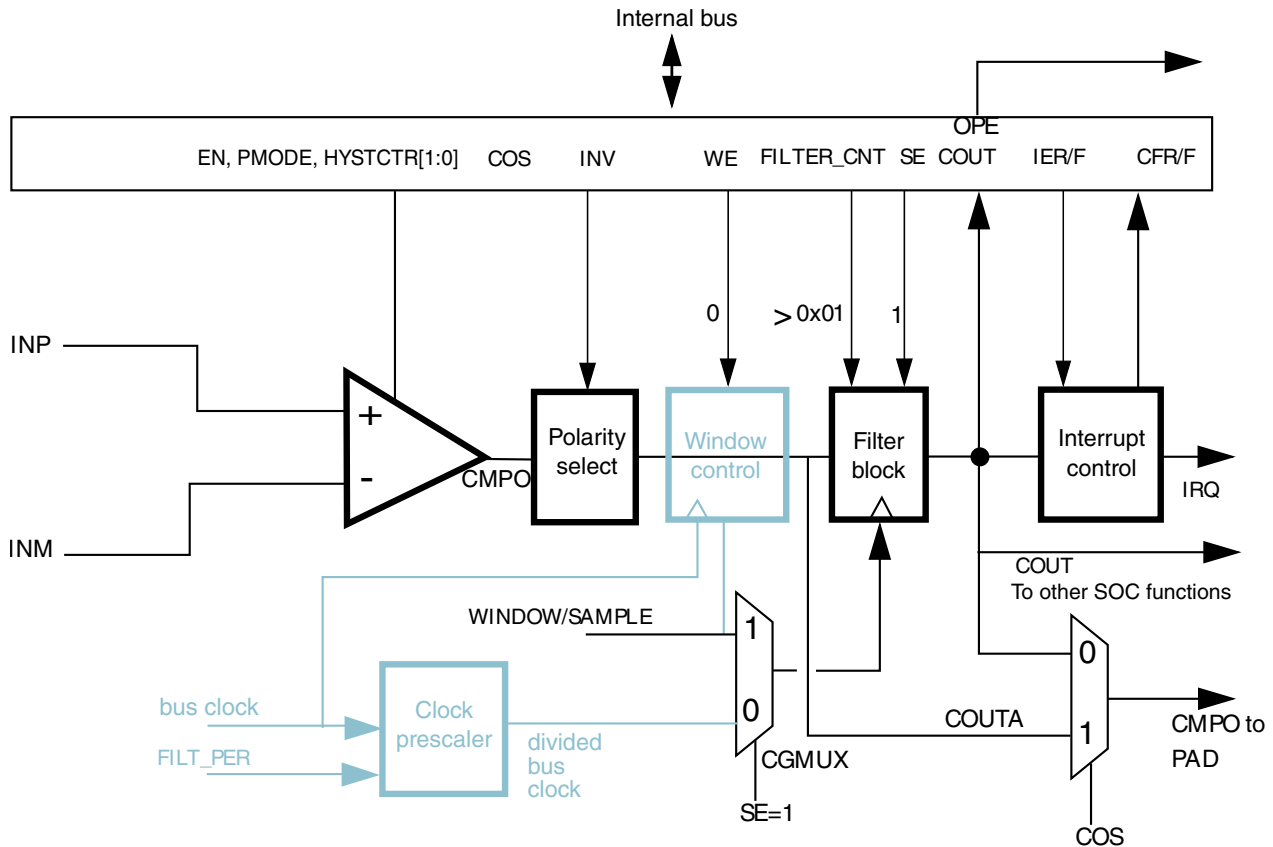 Internal bus
OPE
EN, PMODE, HYSTCTR[1:0] COS INV WE FILTER_CNT SE COUT IER/F CFR/F
0 > 0x01 1
INP
+
-
INM
CMPO
Polarity
select
Window
control
Filter
block
Interrupt
control
IRQ
COUT
To other SOC functions
WINDOW/SAMPLE
1
0
CGMUX
SE=1
bus clock
FILT_PER
Clock
prescaler
divided
bus
clock
COUTA
0
1
CMPO to
PAD
COS